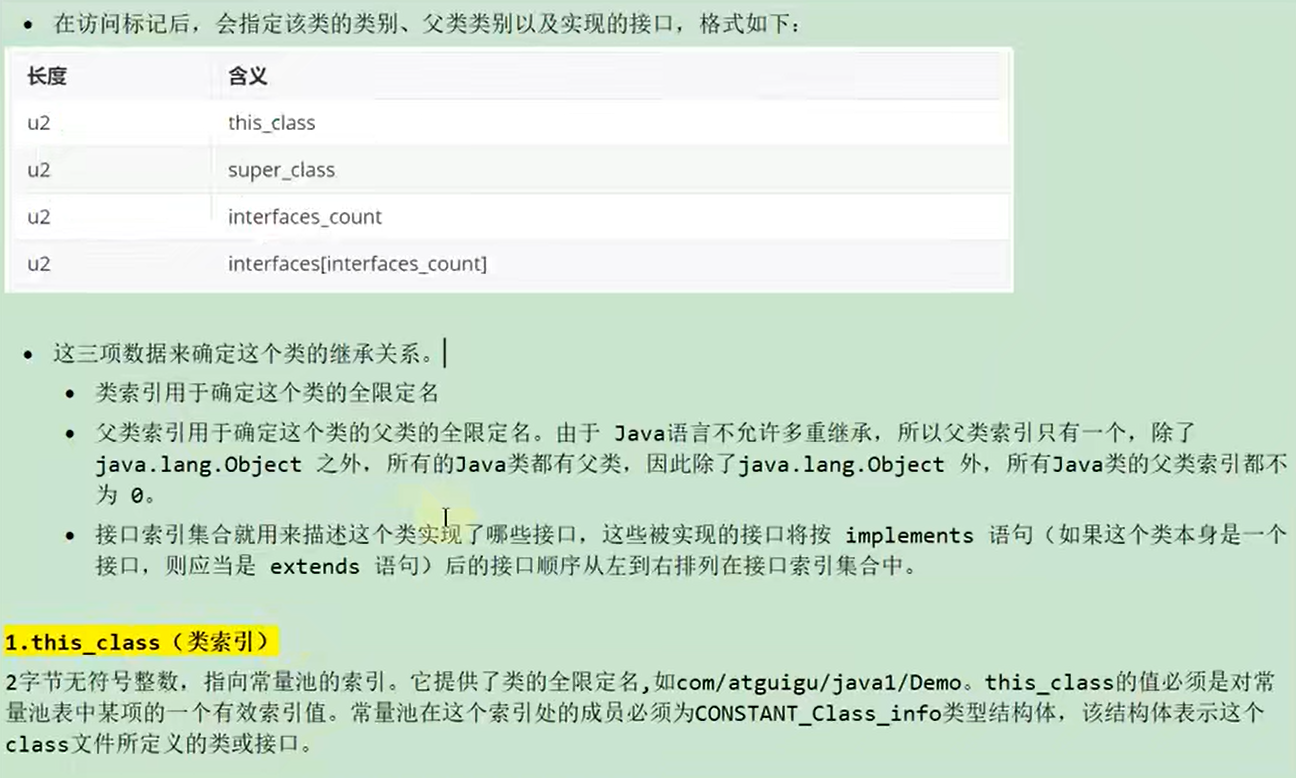 在访问标记后，会指定该类的类别、父类类别以及实现的接口，格式如下：
长度 含义
u2 this_class
u2 super_class
u2 interfaces_count
u2 interfaces[interfaces_count]
这三项数据来确定这个类的继承关系。
类索引用于确定这个类的全限定名
父类索引用于确定这个类的父类的全限定名。由于 Java语言不允许多重继承，所以父类索引只有一个，除了
java.lang.Object 之外，所有的Java类都有父类，因此除了java.lang.Object 外，所有Java类的父类索引都不
为 0。
接口索引集合就用来描述这个类实现了哪些接口，这些被实现的接口将按 implements 语句（如果这个类本身是一个
接口，则应当是 extends 语句）后的接口顺序从左到右排列在接口索引集合中。
1.this_class（类索引）
2字节无符号整数，指向常量池的索引。它提供了类的全限定名,如com/atguigu/java1/Demo。this_class的值必须是对常
量池表中某项的一个有效索引值。常量池在这个索引处的成员必须为CONSTANT_Class_info类型结构体，该结构体表示这个
class文件所定义的类或接口。